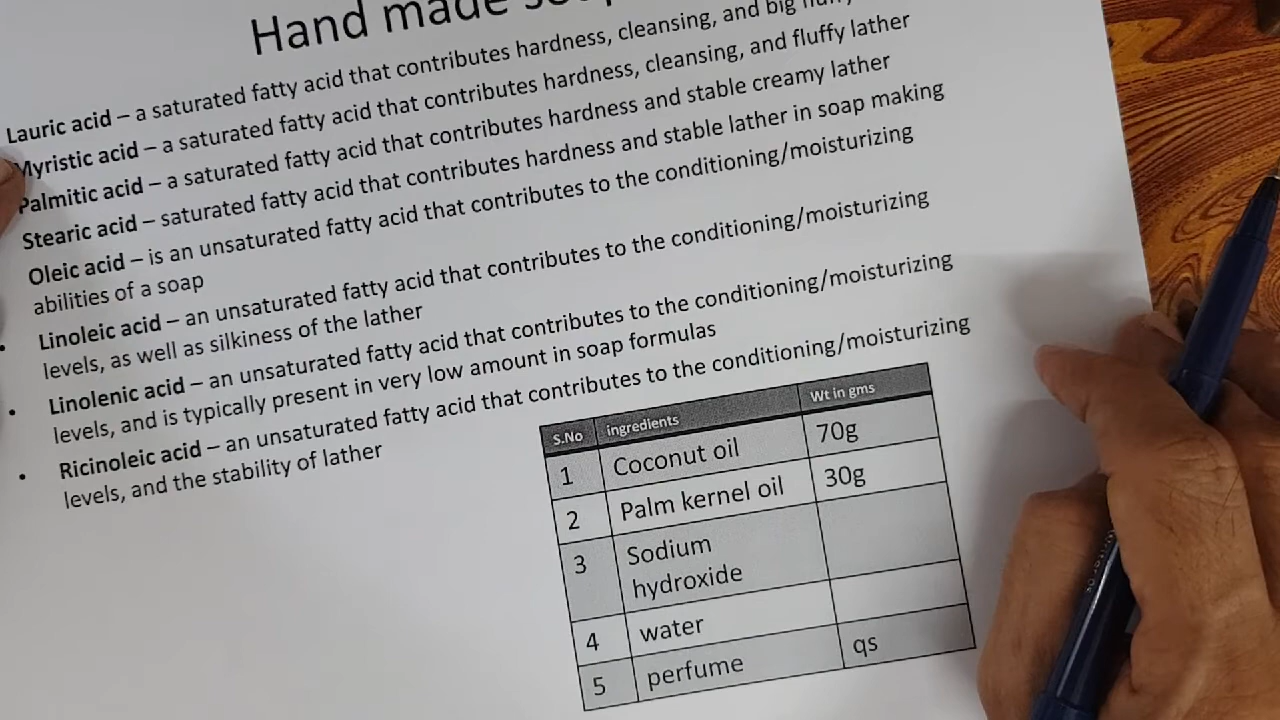 Hand made
Lauric acid – a saturated fatty acid that contributes hardness, cleansing, and big
Myristic acid – a saturated fatty acid that contributes hardness, cleansing, and fluffy lather
Palmitic acid – a saturated fatty acid that contributes hardness and stable creamy lather
Stearic acid – saturated fatty acid that contributes hardness and stable lather in soap making
Oleic acid – is an unsaturated fatty acid that contributes to the conditioning/moisturizing
abilities of a soap
• Linoleic acid – an unsaturated fatty acid that contributes to the conditioning/moisturizing
levels, as well as silkiness of the lather
• Linolenic acid – an unsaturated fatty acid that contributes to the conditioning/moisturizing
levels, and is typically present in very low amount in soap formulas
• Ricinoleic acid – an unsaturated fatty acid that contributes to the conditioning/moisturizing
levels, and the stability of lather
S.No ingredients Wt in gms
1 Coconut oil 70g
2 Palm kernel oil 30g
3 Sodium
hydroxide
4 water
5 perfume qs